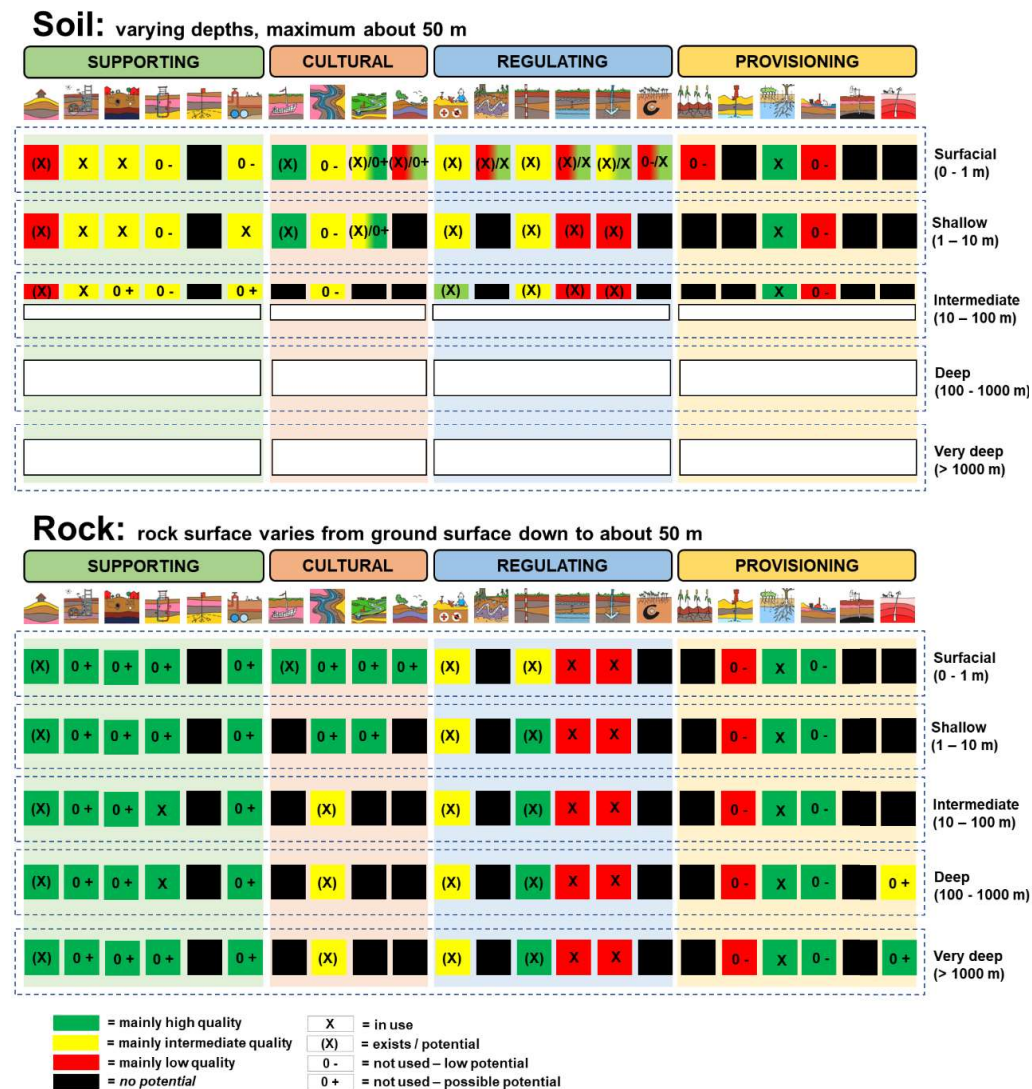 Soil: varying depths, maximum about 50 m
SUPPORTING CULTURAL REGULATING PROVISIONING
(X) X X 0 - 0 - (X) 0 - (X)/0+ (X)/0+ (X) (X)/X (X) (X)/X (X)/X 0-/X 0 - X 0 -
Surfacial
(0 - 1 m)
(X) X X 0 - X (X) 0 - (X)/0+ (X) (X) (X) (X) X 0 -
Shallow
(1 – 10 m)
(X) X 0 + 0 - 0 + 0 - (X) (X) (X) (X) X 0 -
Intermediate
(10 – 100 m)
Deep
(100 - 1000 m)
Very deep
(> 1000 m)
Rock: rock surface varies from ground surface down to about 50 m
SUPPORTING CULTURAL REGULATING PROVISIONING
(X) 0 + 0 + 0 + 0 + (X) 0 + 0 + 0 + (X) (X) X X 0 - X 0 -
Surfacial
(0 - 1 m)
(X) 0 + 0 + 0 + 0 + 0 + 0 + (X) (X) X X 0 - X 0 -
Shallow
(1 – 10 m)
(X) 0 + 0 + X 0 + (X) (X) (X) X X 0 - X 0 -
Intermediate
(10 – 100 m)
(X) 0 + 0 + X 0 + (X) (X) (X) X X 0 - X 0 - 0 +
Deep
(100 - 1000 m)
(X) 0 + 0 + 0 + 0 + (X) (X) (X) X X 0 - X 0 - 0 +
Very deep
(> 1000 m)
= mainly high quality X = in use
= mainly intermediate quality (X) = exists / potential
= mainly low quality 0 - = not used – low potential
= no potential 0 + = not used – possible potential